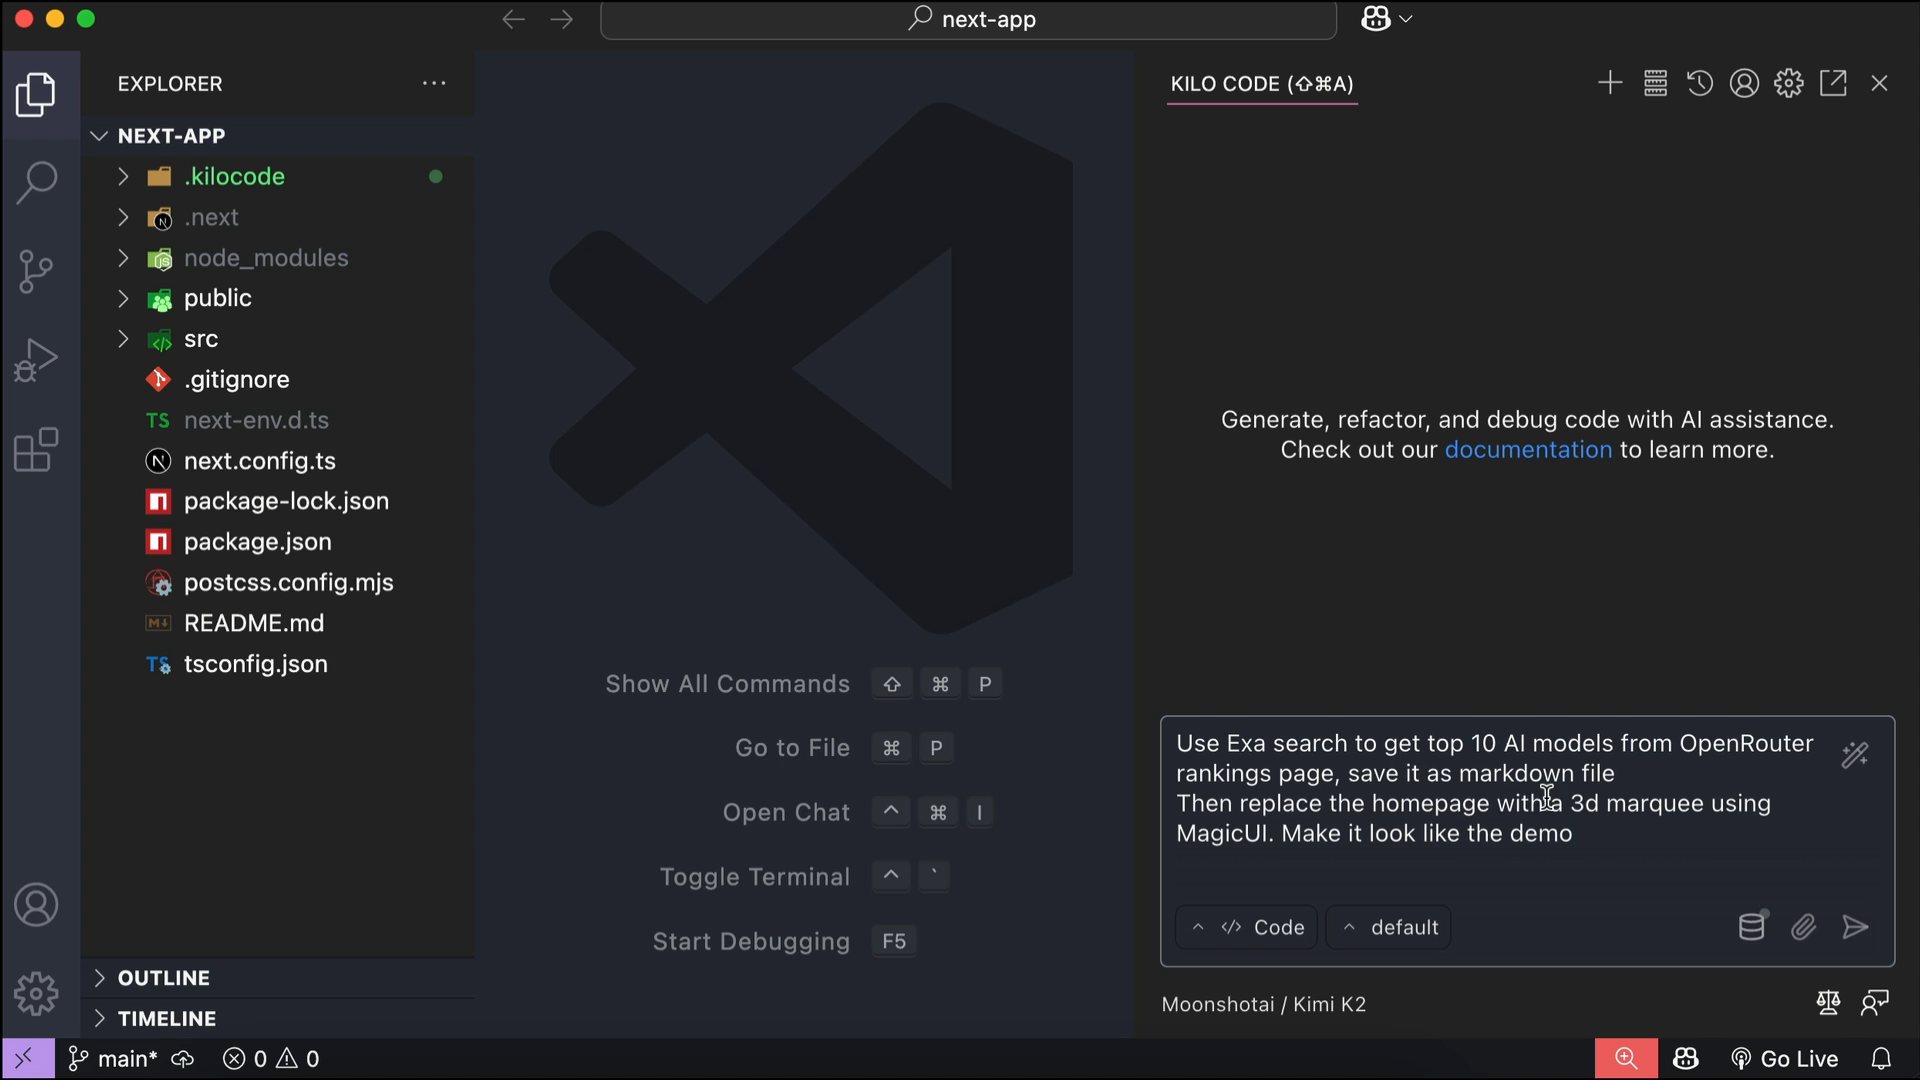 next-app
EXPLORER
NEXT-APP
.kilocode
.next
node_modules
public
src
.gitignore
TS next-env.d.ts
next.config.ts
package-lock.json
package.json
postcss.config.mjs
README.md
TS tsconfig.json
OUTLINE
TIMELINE
Show All Commands ⇧ ⌘ P
Go to File ⌘ P
Open Chat ^ ⌘ I
Toggle Terminal ^ `
Start Debugging F5
KILO CODE (⇧⌘A)
Generate, refactor, and debug code with AI assistance.
Check out our documentation to learn more.
Use Exa search to get top 10 AI models from OpenRouter
rankings page, save it as markdown file
Then replace the homepage with a 3d marquee using
MagicUI. Make it look like the demo
Code
default
Moonshotai / Kimi K2
main*
0
0
Go Live